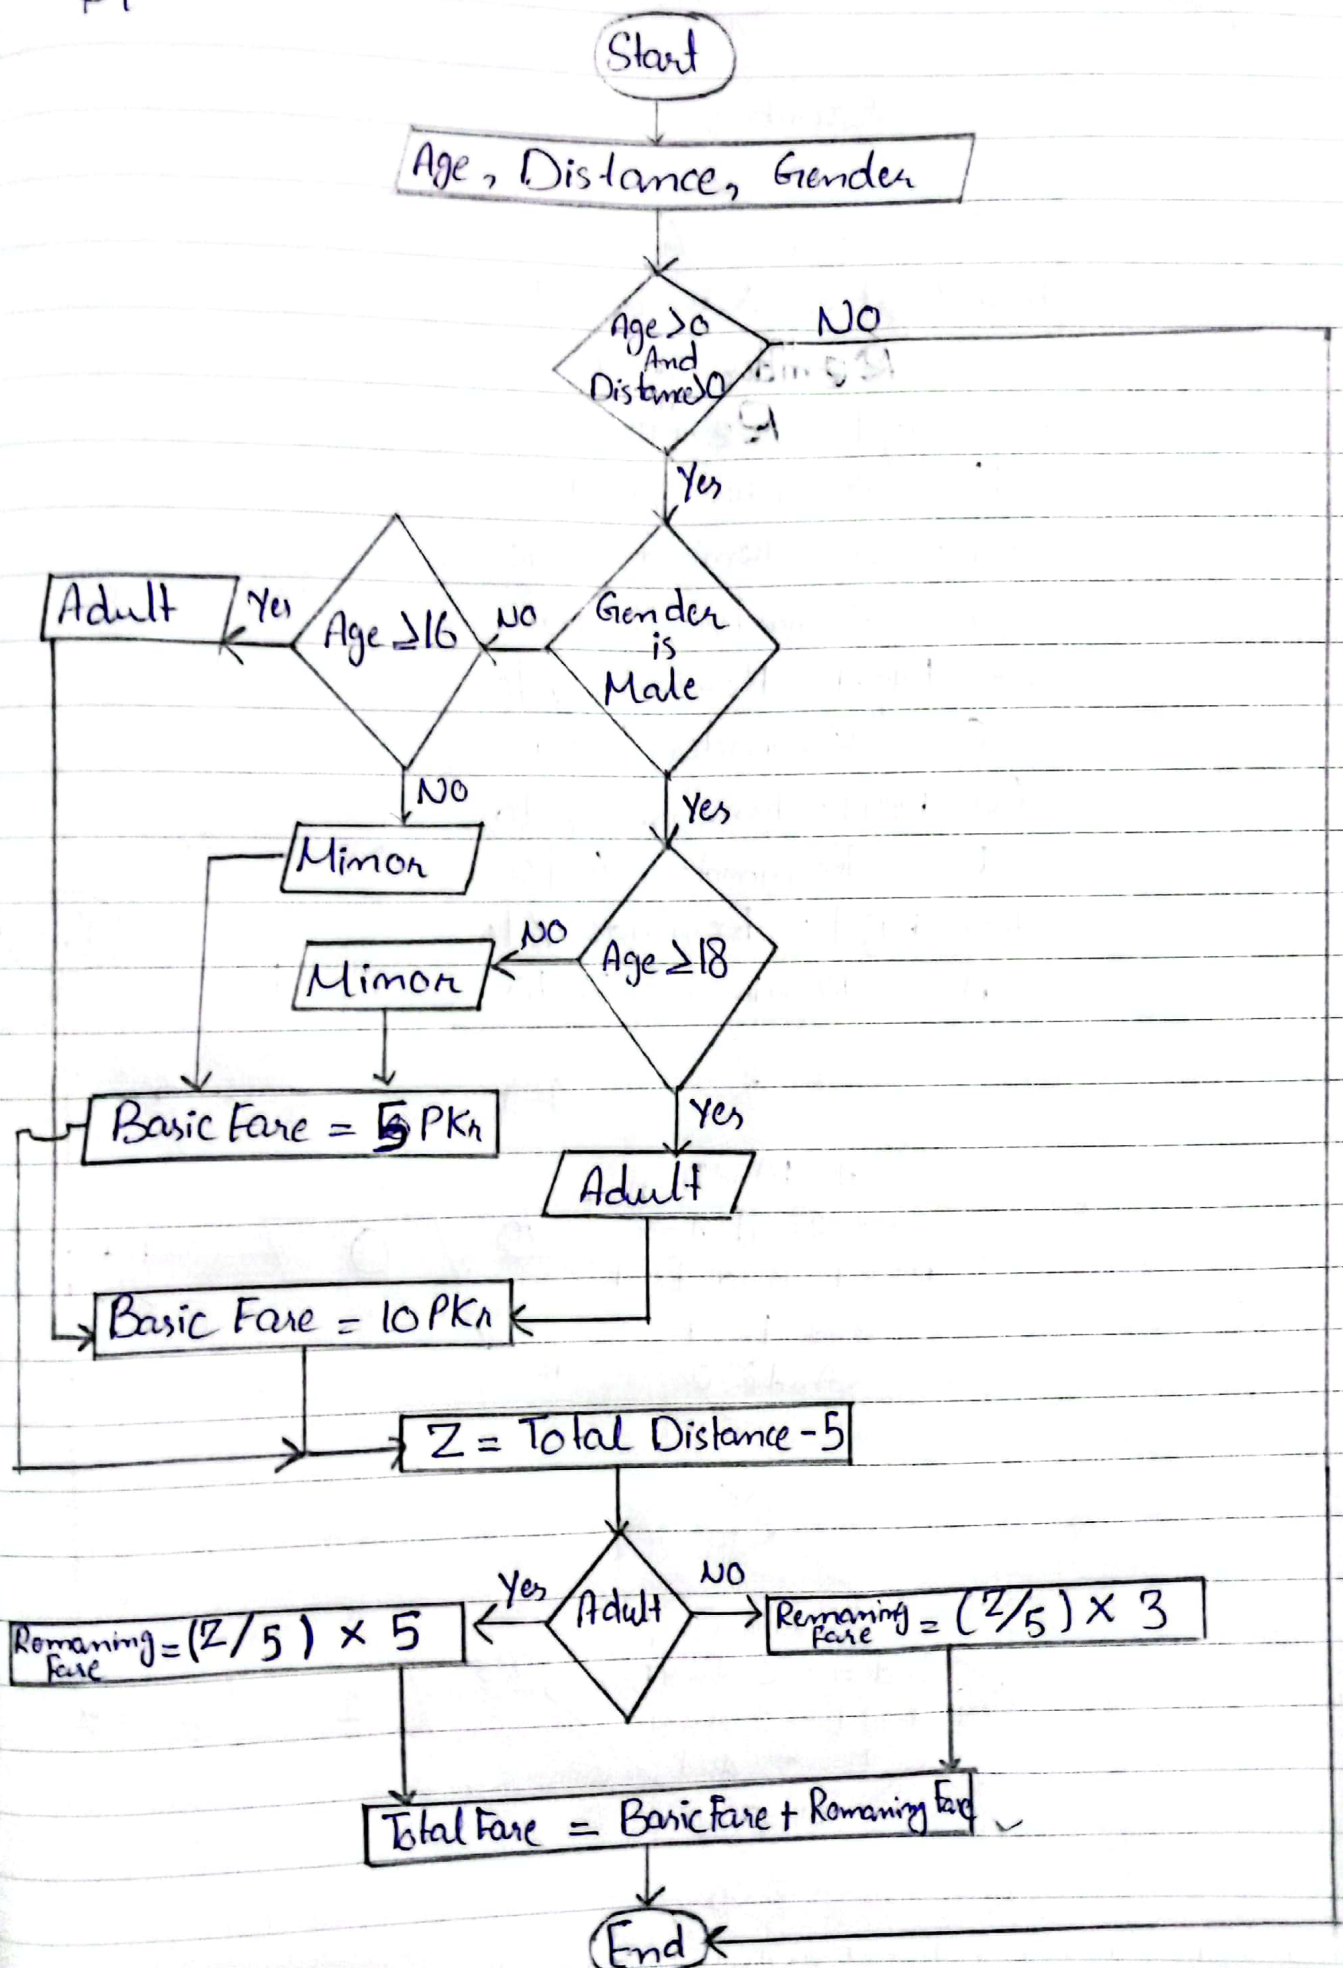 Start
Age, Distance, Gender
Age >0
And
Distance>0
NO
Yes
Gender
is
Male
NO
Age ≥16
Yes
Adult
NO
Minor
Yes
Age ≥18
NO
Minor
Yes
Adult
Basic Fare = 5 PKr
Basic Fare = 10 PKr
Z = Total Distance - 5
Adult
Yes
NO
Remaning = (Z/5) × 5
Fare
Remaning = (Z/5) × 3
Fare
Total Fare = Basic Fare + Remaning Fare
End